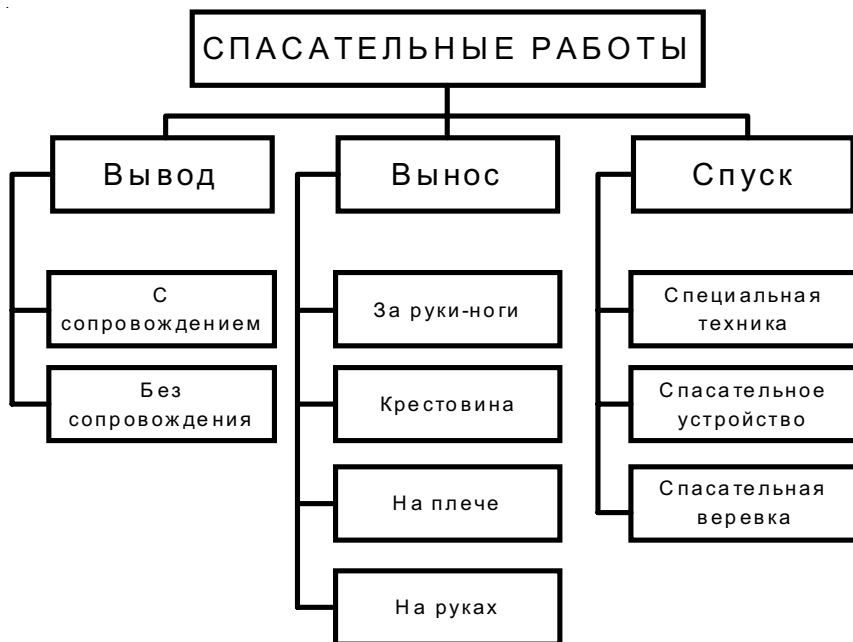 СПАСАТЕЛЬНЫЕ РАБОТЫ
Вывод
Вынос
Спуск
С
сопровождением
Без
сопровождения
За руки-ноги
Крестовина
На плече
На руках
Специальная
техника
Спасательное
устройство
Спасательная
веревка